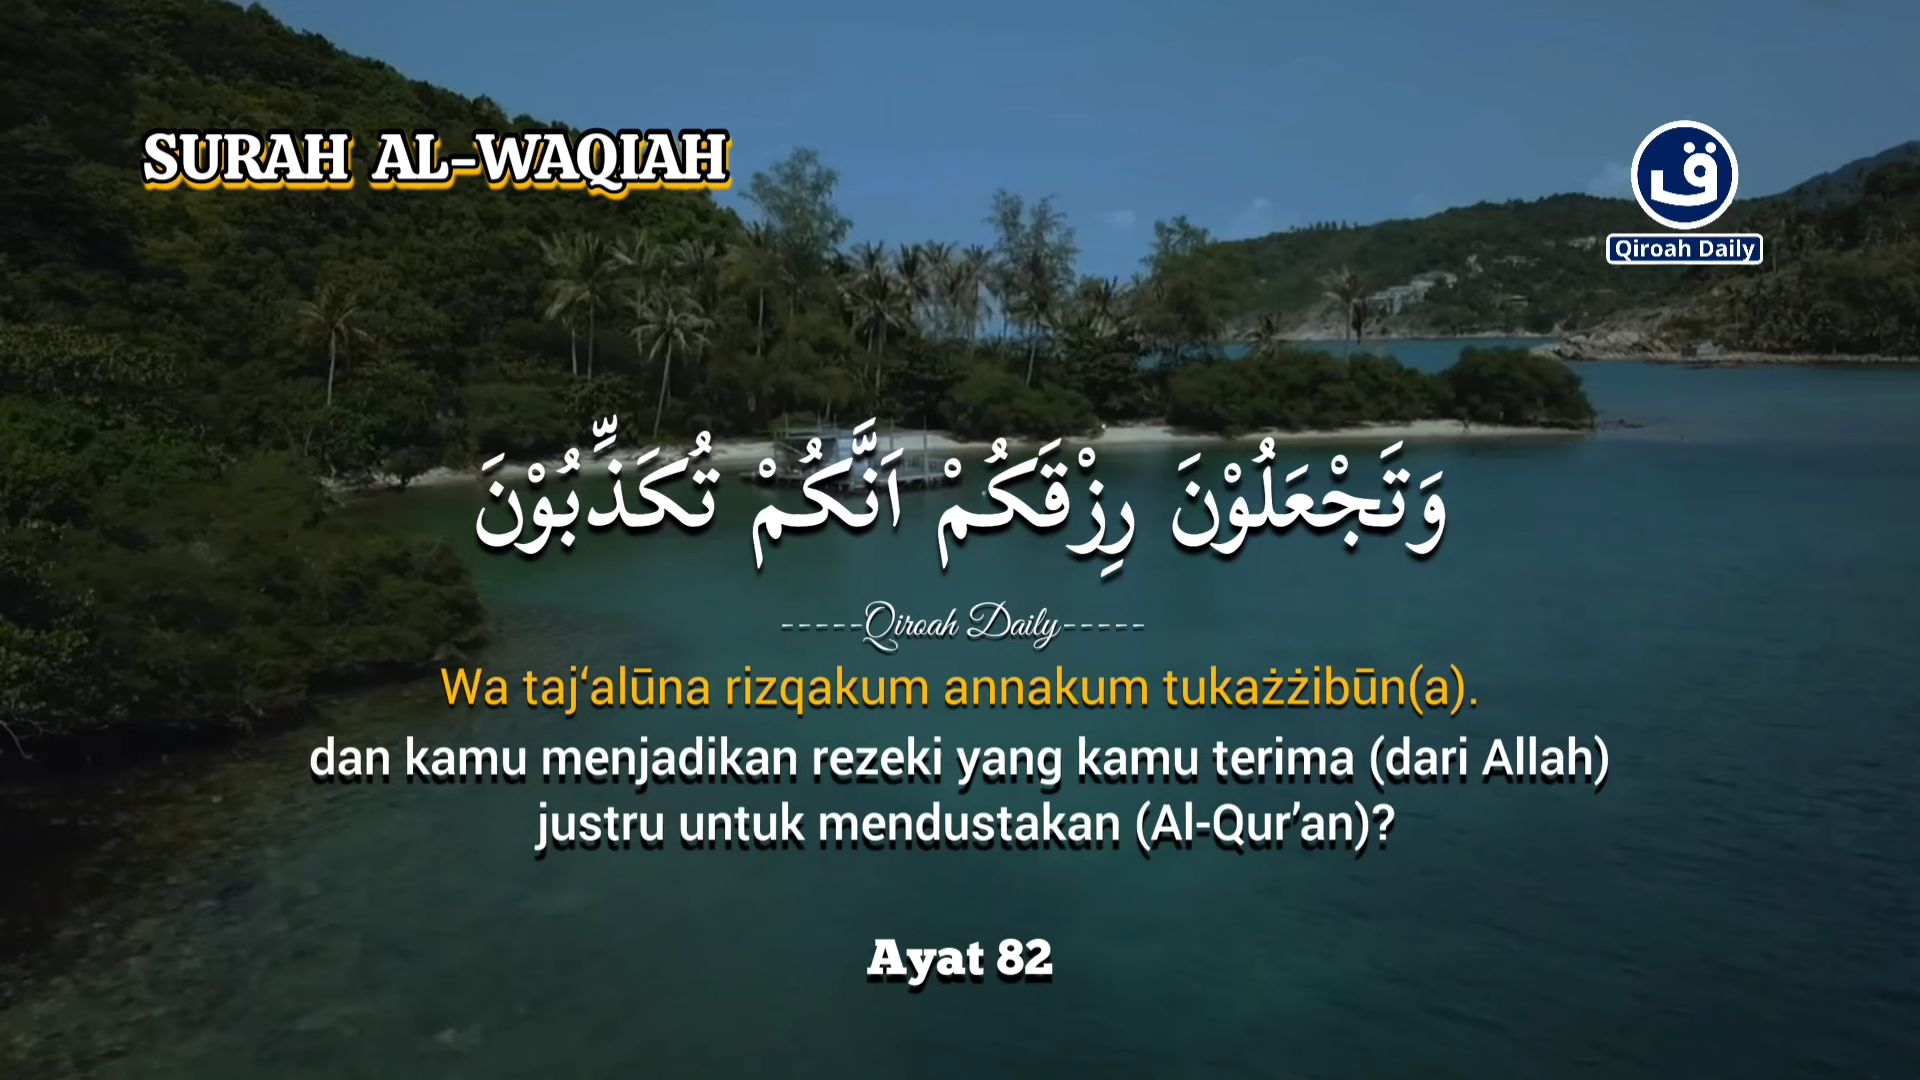 SURAH AL-WAQIAH
ق
Qiroah Daily
وَتَجْعَلُوْنَ رِزْقَكُمْ اَنَّكُمْ تُكَذِّبُوْنَ
-----Qiroah Daily-----
Wa taj‘alūna rizqakum annakum tukażżibūn(a).
dan kamu menjadikan rezeki yang kamu terima (dari Allah)
justru untuk mendustakan (Al-Qur’an)?
Ayat 82